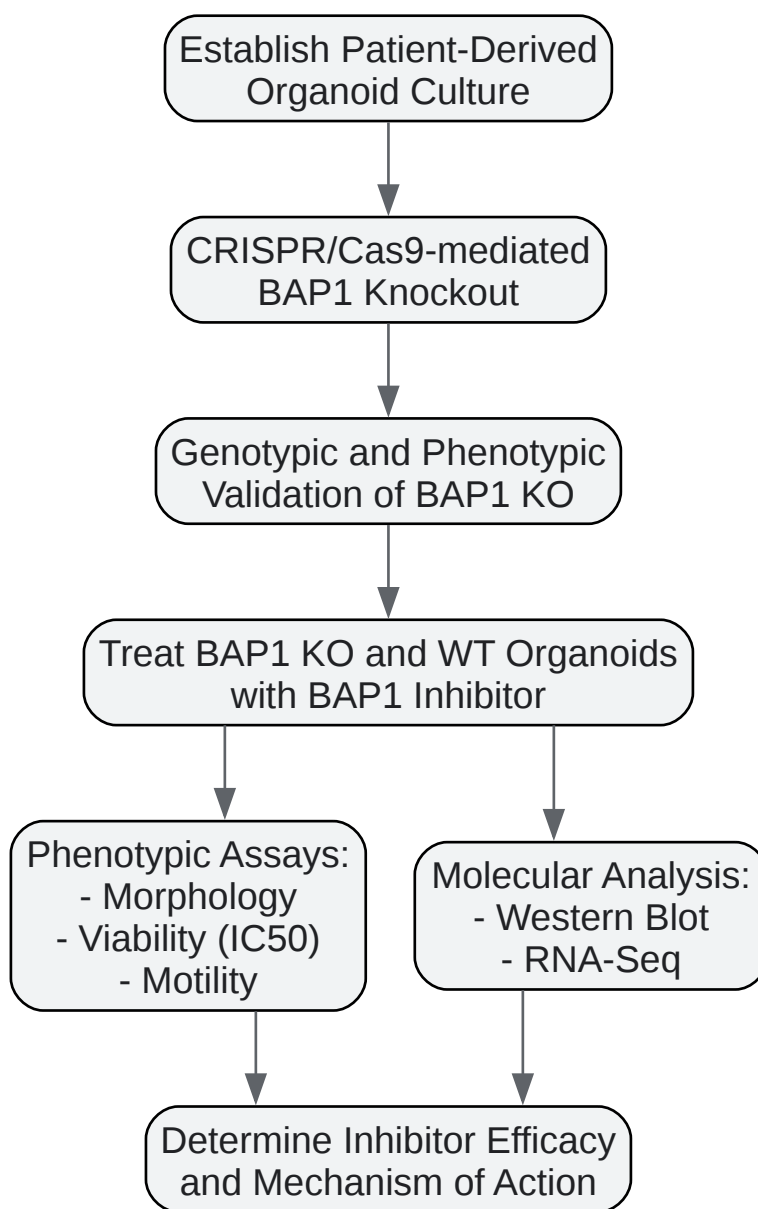 Establish Patient-Derived
Organoid Culture
CRISPR/Cas9-mediated
BAP1 Knockout
Genotypic and Phenotypic
Validation of BAP1 KO
Treat BAP1 KO and WT Organoids
with BAP1 Inhibitor
Phenotypic Assays:
- Morphology
- Viability (IC50)
- Motility
Molecular Analysis:
- Western Blot
- RNA-Seq
Determine Inhibitor Efficacy
and Mechanism of Action